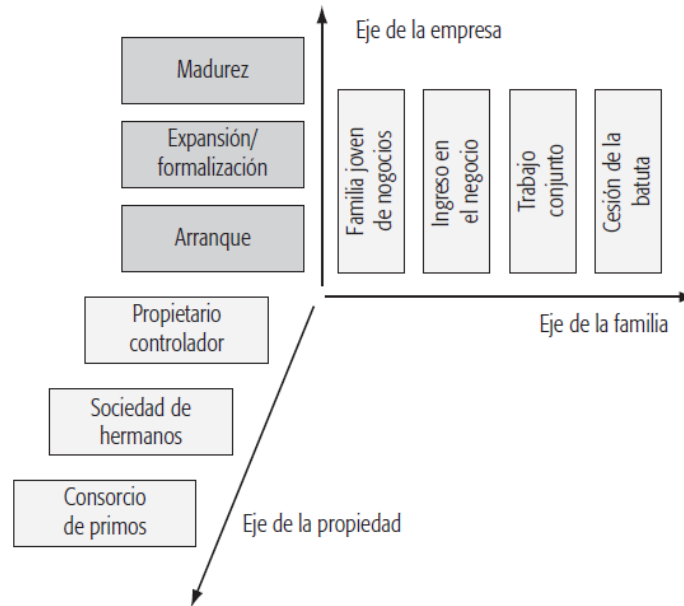 Eje de la empresa
Madurez
Expansión/
formalización
Arranque
Familia joven
de nogocios
Ingreso en
el negocio
Trabajo
conjunto
Cesión de la
batuta
Eje de la familia
Propietario
controlador
Sociedad de
hermanos
Consorcio
de primos
Eje de la propiedad